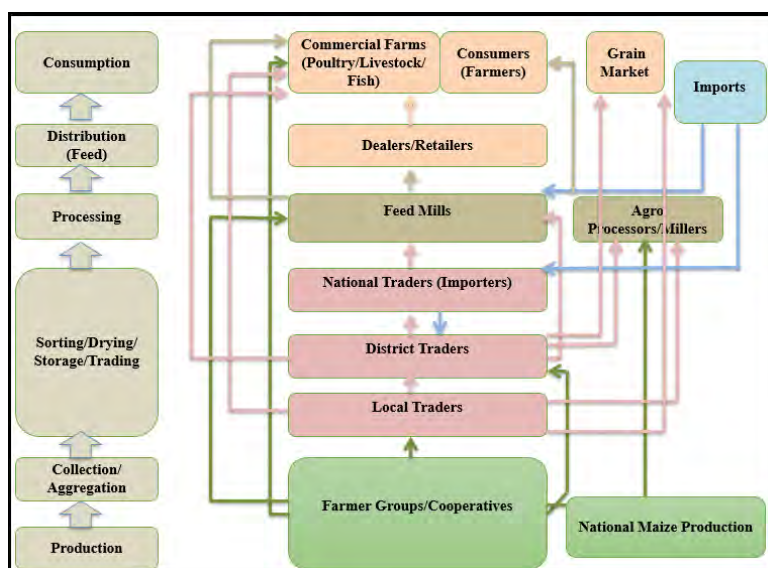 Consumption
Distribution
(Feed)
Processing
Sorting/Drying/
Storage/Trading
Collection/
Aggregation
Production
Commercial Farms
(Poultry/Livestock/
Fish)
Consumers
(Farmers)
Grain
Market
Imports
Dealers/Retailers
Feed Mills
Agro
Processors/Millers
National Traders (Importers)
District Traders
Local Traders
Farmer Groups/Cooperatives
National Maize Production